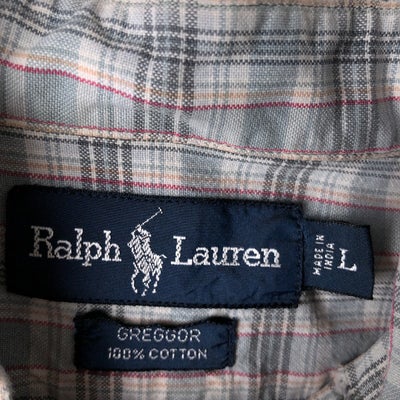 Ralph Lauren
MADE IN
INDIA
L
GREGGOR
100% COTTON